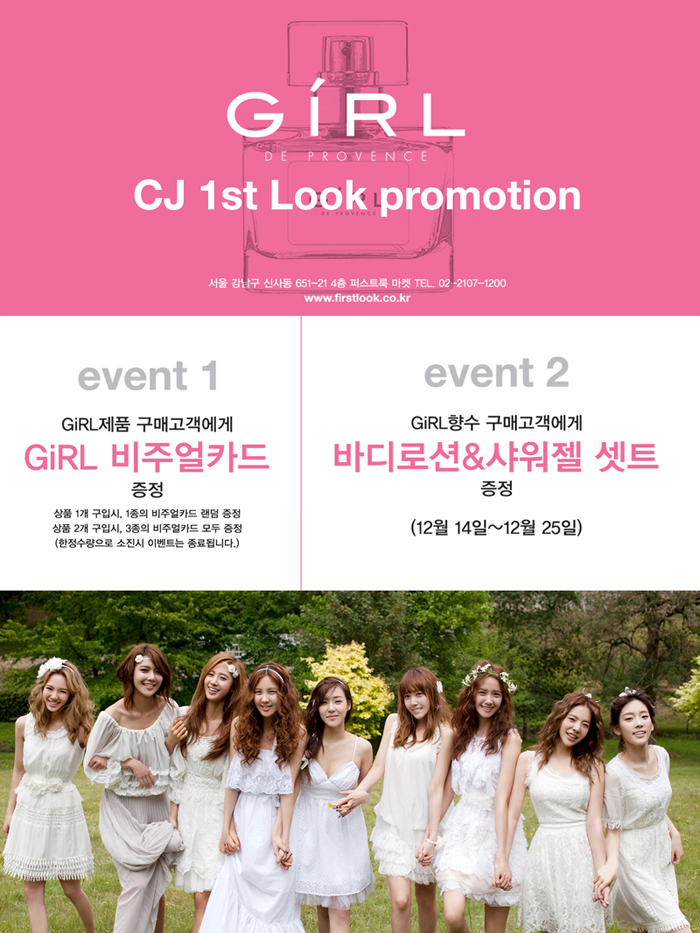 GíRL
DE PROVENCE
CJ 1st Look promotion
GíRL
DE PROVENCE
서울 강남구 신사동 651-21 4층 퍼스트룩 마켓 TEL. 02-2107-1200
www.firstlook.co.kr
event 1
GiRL제품 구매고객에게
GiRL 비주얼카드
증정
상품 1개 구입시, 1종의 비주얼카드 랜덤 증정
상품 2개 구입시, 3종의 비주얼카드 모두 증정
(한정수량으로 소진시 이벤트는 종료됩니다.)
event 2
GiRL향수 구매고객에게
바디로션&샤워젤 셋트
증정
(12월 14일~12월 25일)